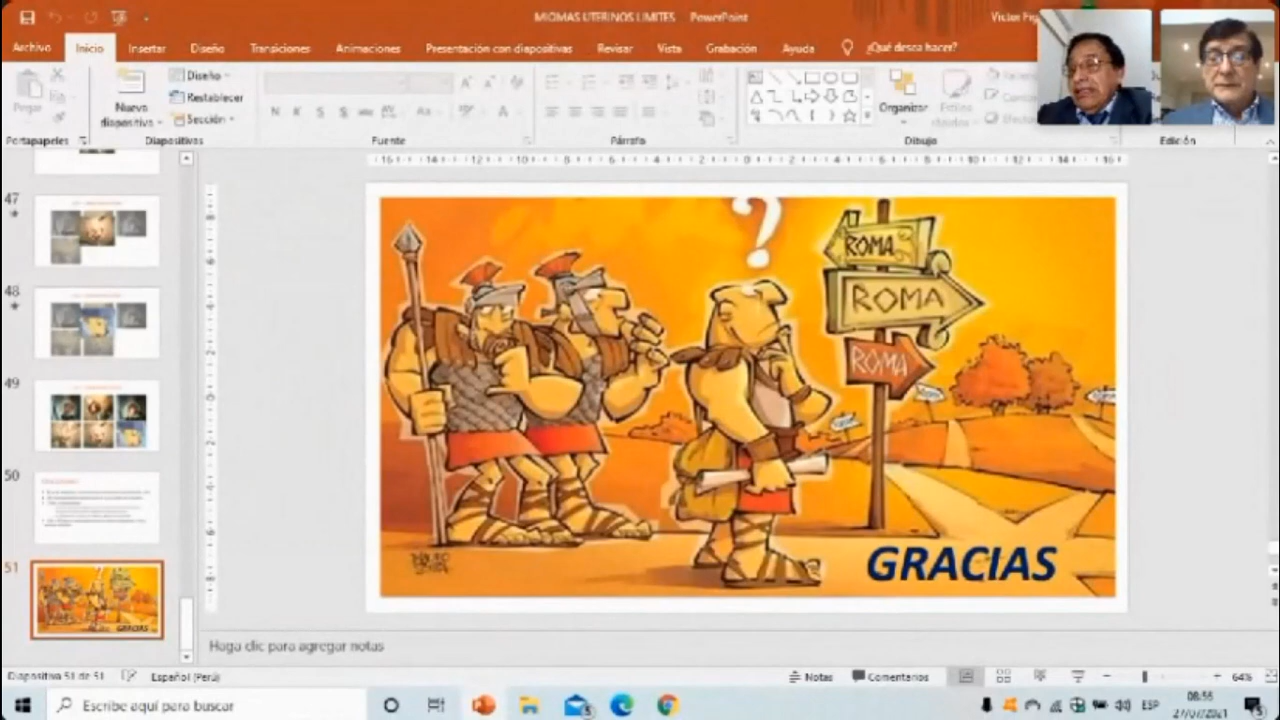 MIOMAS UTERINOS LIMITES - PowerPoint
Archivo Inicio Insertar Diseño Transiciones Animaciones Presentación con diapositivas Revisar Vista Grabación Ayuda ¿Qué desea hacer?
Pegar
Nueva diapositiva
Diseño
Restablecer
Sección
Organizar
Portapapeles Diapositivas Fuente Párrafo Dibujo Edición
47
48
49
50
51
?
ROMA
ROMA
ROMA
GRACIAS
Haga clic para agregar notas
Diapositiva 51 de 51 Español (Perú) Notas Comentarios 64%
Escribe aquí para buscar
ESP
27/07/2021